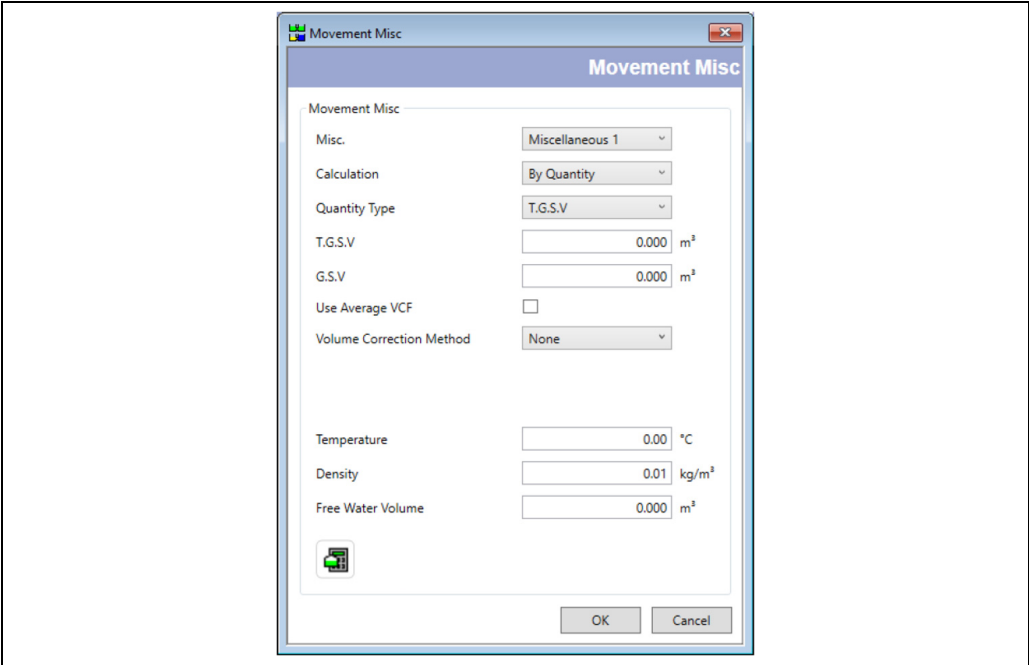 Movement Misc
Movement Misc
Movement Misc
Misc. Miscellaneous 1
Calculation By Quantity
Quantity Type T.G.S.V
T.G.S.V 0.000 m³
G.S.V 0.000 m³
Use Average VCF
Volume Correction Method None
Temperature 0.00 °C
Density 0.01 kg/m³
Free Water Volume 0.000 m³
OK Cancel